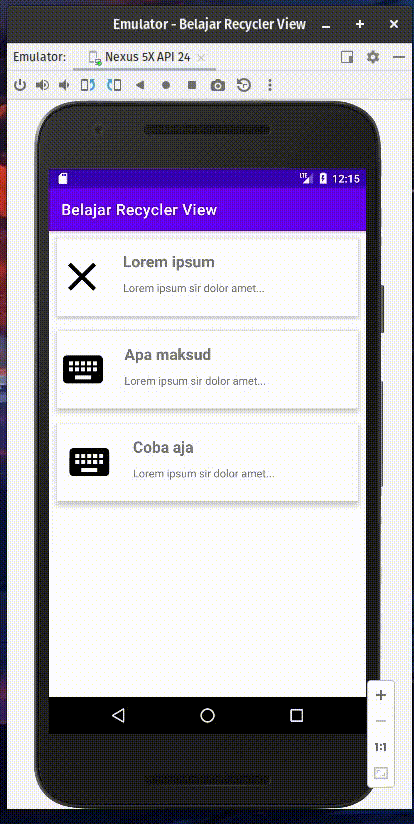 Emulator - Belajar Recycler View
Emulator:
Nexus 5X API 24
LTE
12:15
Belajar Recycler View
Lorem ipsum
Lorem ipsum sir dolor amet...
Apa maksud
Lorem ipsum sir dolor amet...
Coba aja
Lorem ipsum sir dolor amet...
1:1